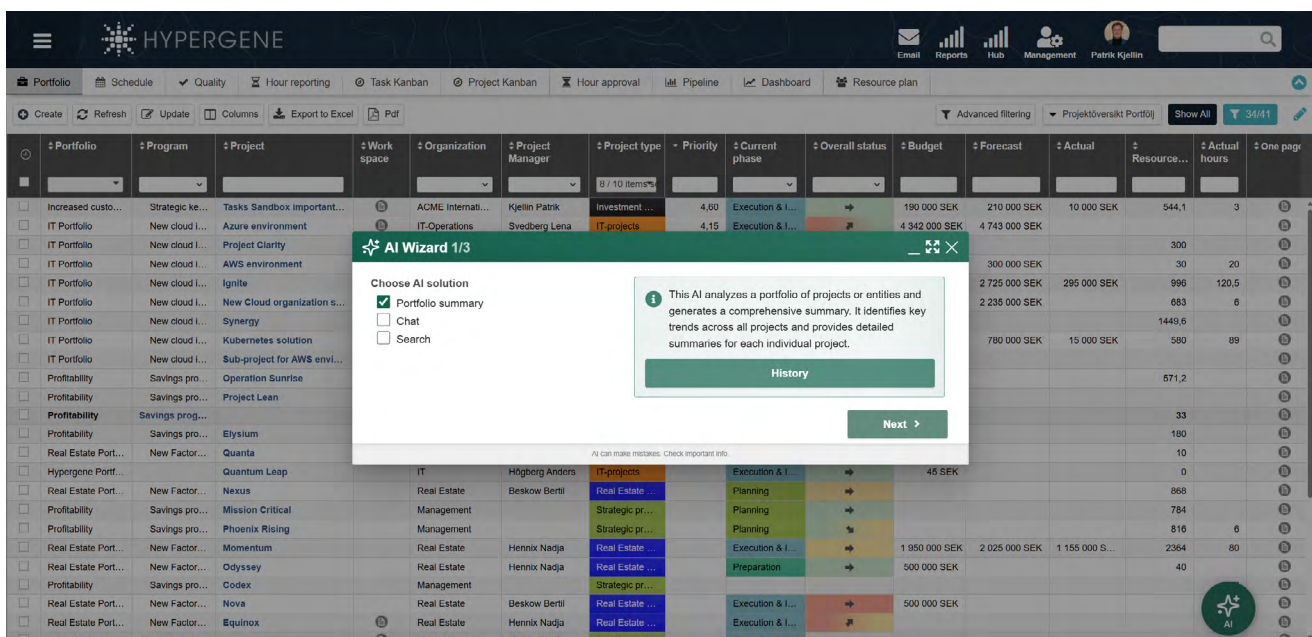 HYPERGENE
Email Reports Hub Management Patrik Kjellin
Portfolio Schedule Quality Hour reporting Task Kanban Project Kanban Hour approval Pipeline Dashboard Resource plan
Create Refresh Update Columns Export to Excel Pdf Advanced filtering Projektöversikt Portfölj Show All 34/41
Portfolio Program Project Work space Organization Project Manager Project type Priority Current phase Overall status Budget Forecast Actual Resource... Actual hours One page
8 / 10 items se
Increased custo... Strategic ke... Tasks Sandbox important... ACME Internati... Kjellin Patrik Investment ... 4,60 Execution & I... 190 000 SEK 210 000 SEK 10 000 SEK 544,1 3
IT Portfolio New cloud i... Azure environment IT-Operations Svedberg Lena IT-projects 4,15 Execution & I... 4 342 000 SEK 4 743 000 SEK
IT Portfolio New cloud i... Project Clarity 300
IT Portfolio New cloud i... AWS environment 300 000 SEK 30 20
IT Portfolio New cloud i... Ignite 2 725 000 SEK 295 000 SEK 996 120,5
IT Portfolio New cloud i... New Cloud organization s... 2 235 000 SEK 683 6
IT Portfolio New cloud i... Synergy 1449,6
IT Portfolio New cloud i... Kubernetes solution 780 000 SEK 15 000 SEK 580 89
IT Portfolio New cloud i... Sub-project for AWS envi...
Profitability Savings pro... Operation Sunrise 571,2
Profitability Savings pro... Project Lean
Profitability Savings prog... 33
Profitability Savings pro... Elysium 180
Real Estate Port... New Factor... Quanta 10
Hypergene Portf... Quantum Leap IT Högberg Anders IT-projects Execution & I... 45 SEK 0
Real Estate Port... New Factor... Nexus Real Estate Beskow Bertil Real Estate ... Planning 868
Profitability Savings pro... Mission Critical Management Strategic pr... Planning 784
Profitability Savings pro... Phoenix Rising Management Strategic pr... Planning 816 6
Real Estate Port... New Factor... Momentum Real Estate Hennix Nadja Real Estate ... Execution & I... 1 950 000 SEK 2 025 000 SEK 1 155 000 S... 2364 80
Real Estate Port... New Factor... Odyssey Real Estate Hennix Nadja Real Estate ... Preparation 500 000 SEK 40
Profitability Savings pro... Codex Management Strategic pr...
Real Estate Port... New Factor... Nova Real Estate Beskow Bertil Real Estate ... Execution & I... 500 000 SEK
Real Estate Port... New Factor... Equinox Real Estate Hennix Nadja Real Estate ... Execution & I...
AI Wizard 1/3
Choose AI solution
Portfolio summary
Chat
Search
This AI analyzes a portfolio of projects or entities and
generates a comprehensive summary. It identifies key
trends across all projects and provides detailed
summaries for each individual project.
History
Next
AI can make mistakes. Check important info.
AI